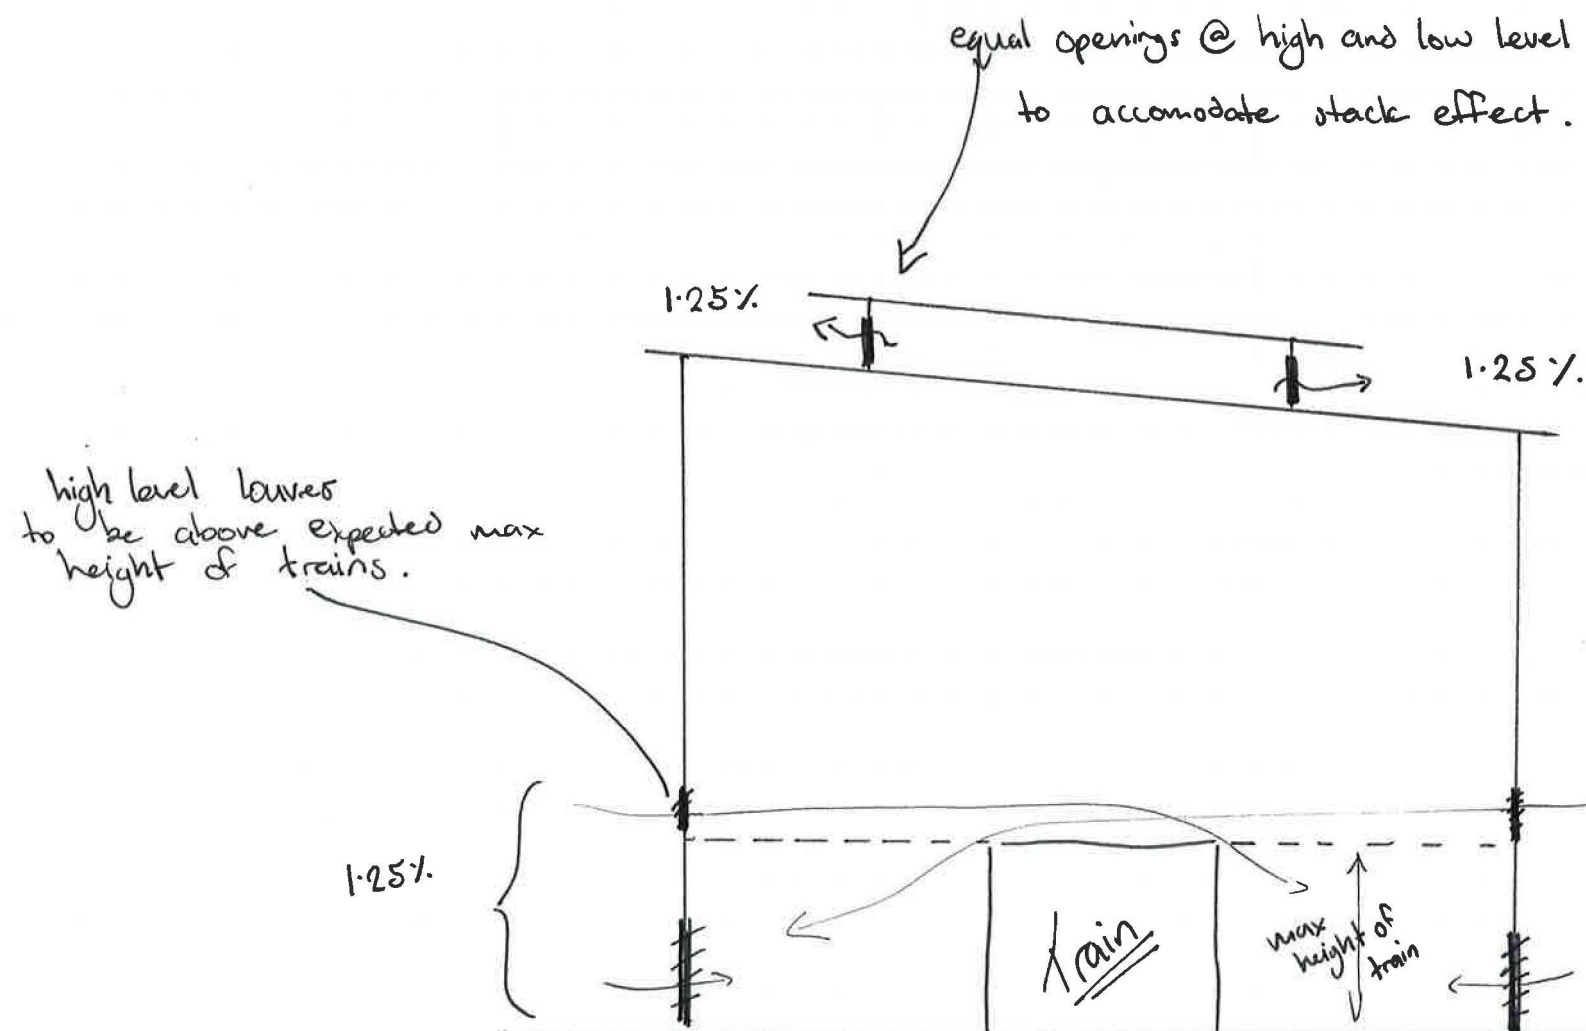 equal openings @ high and low level
to accomodate stack effect.
1.25%
1.25%
high level louvres
to be above expected max
height of trains.
1.25%
train
max
height of
train